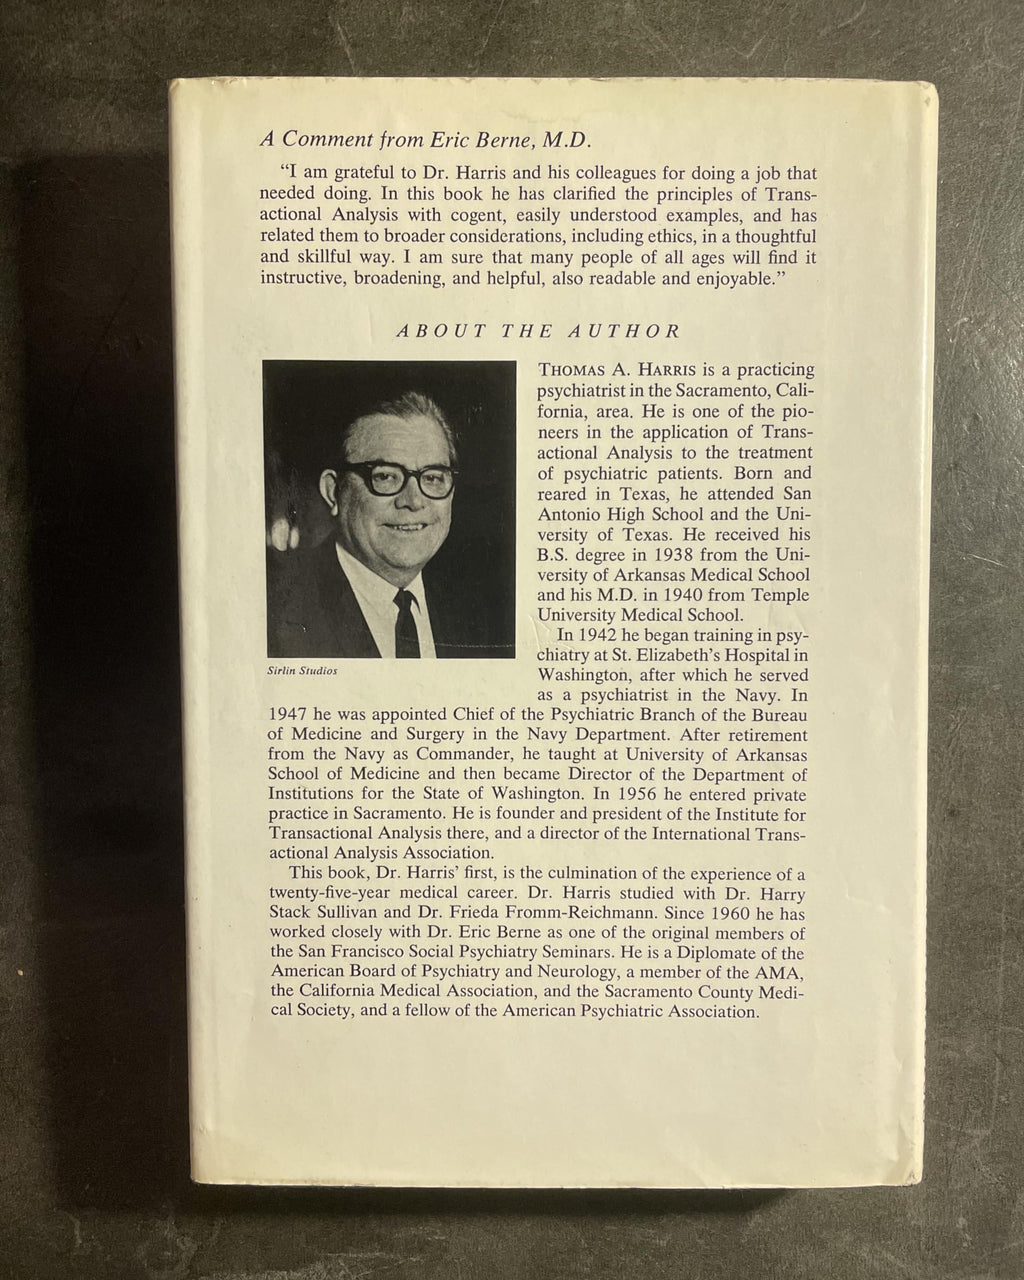 A Comment from Eric Berne, M.D.
“I am grateful to Dr. Harris and his colleagues for doing a job that
needed doing. In this book he has clarified the principles of Trans-
actional Analysis with cogent, easily understood examples, and has
related them to broader considerations, including ethics, in a thoughtful
and skillful way. I am sure that many people of all ages will find it
instructive, broadening, and helpful, also readable and enjoyable.”
ABOUT THE AUTHOR
THOMAS A. HARRIS is a practicing
psychiatrist in the Sacramento, Cali-
fornia, area. He is one of the pio-
neers in the application of Trans-
actional Analysis to the treatment
of psychiatric patients. Born and
reared in Texas, he attended San
Antonio High School and the Uni-
versity of Texas. He received his
B.S. degree in 1938 from the Uni-
versity of Arkansas Medical School
and his M.D. in 1940 from Temple
University Medical School.
In 1942 he began training in psy-
chiatry at St. Elizabeth’s Hospital in
Washington, after which he served
as a psychiatrist in the Navy. In
Sirlin Studios
1947 he was appointed Chief of the Psychiatric Branch of the Bureau
of Medicine and Surgery in the Navy Department. After retirement
from the Navy as Commander, he taught at University of Arkansas
School of Medicine and then became Director of the Department of
Institutions for the State of Washington. In 1956 he entered private
practice in Sacramento. He is founder and president of the Institute for
Transactional Analysis there, and a director of the International Trans-
actional Analysis Association.
This book, Dr. Harris’ first, is the culmination of the experience of a
twenty-five-year medical career. Dr. Harris studied with Dr. Harry
Stack Sullivan and Dr. Frieda Fromm-Reichmann. Since 1960 he has
worked closely with Dr. Eric Berne as one of the original members of
the San Francisco Social Psychiatry Seminars. He is a Diplomate of the
American Board of Psychiatry and Neurology, a member of the AMA,
the California Medical Association, and the Sacramento County Medi-
cal Society, and a fellow of the American Psychiatric Association.